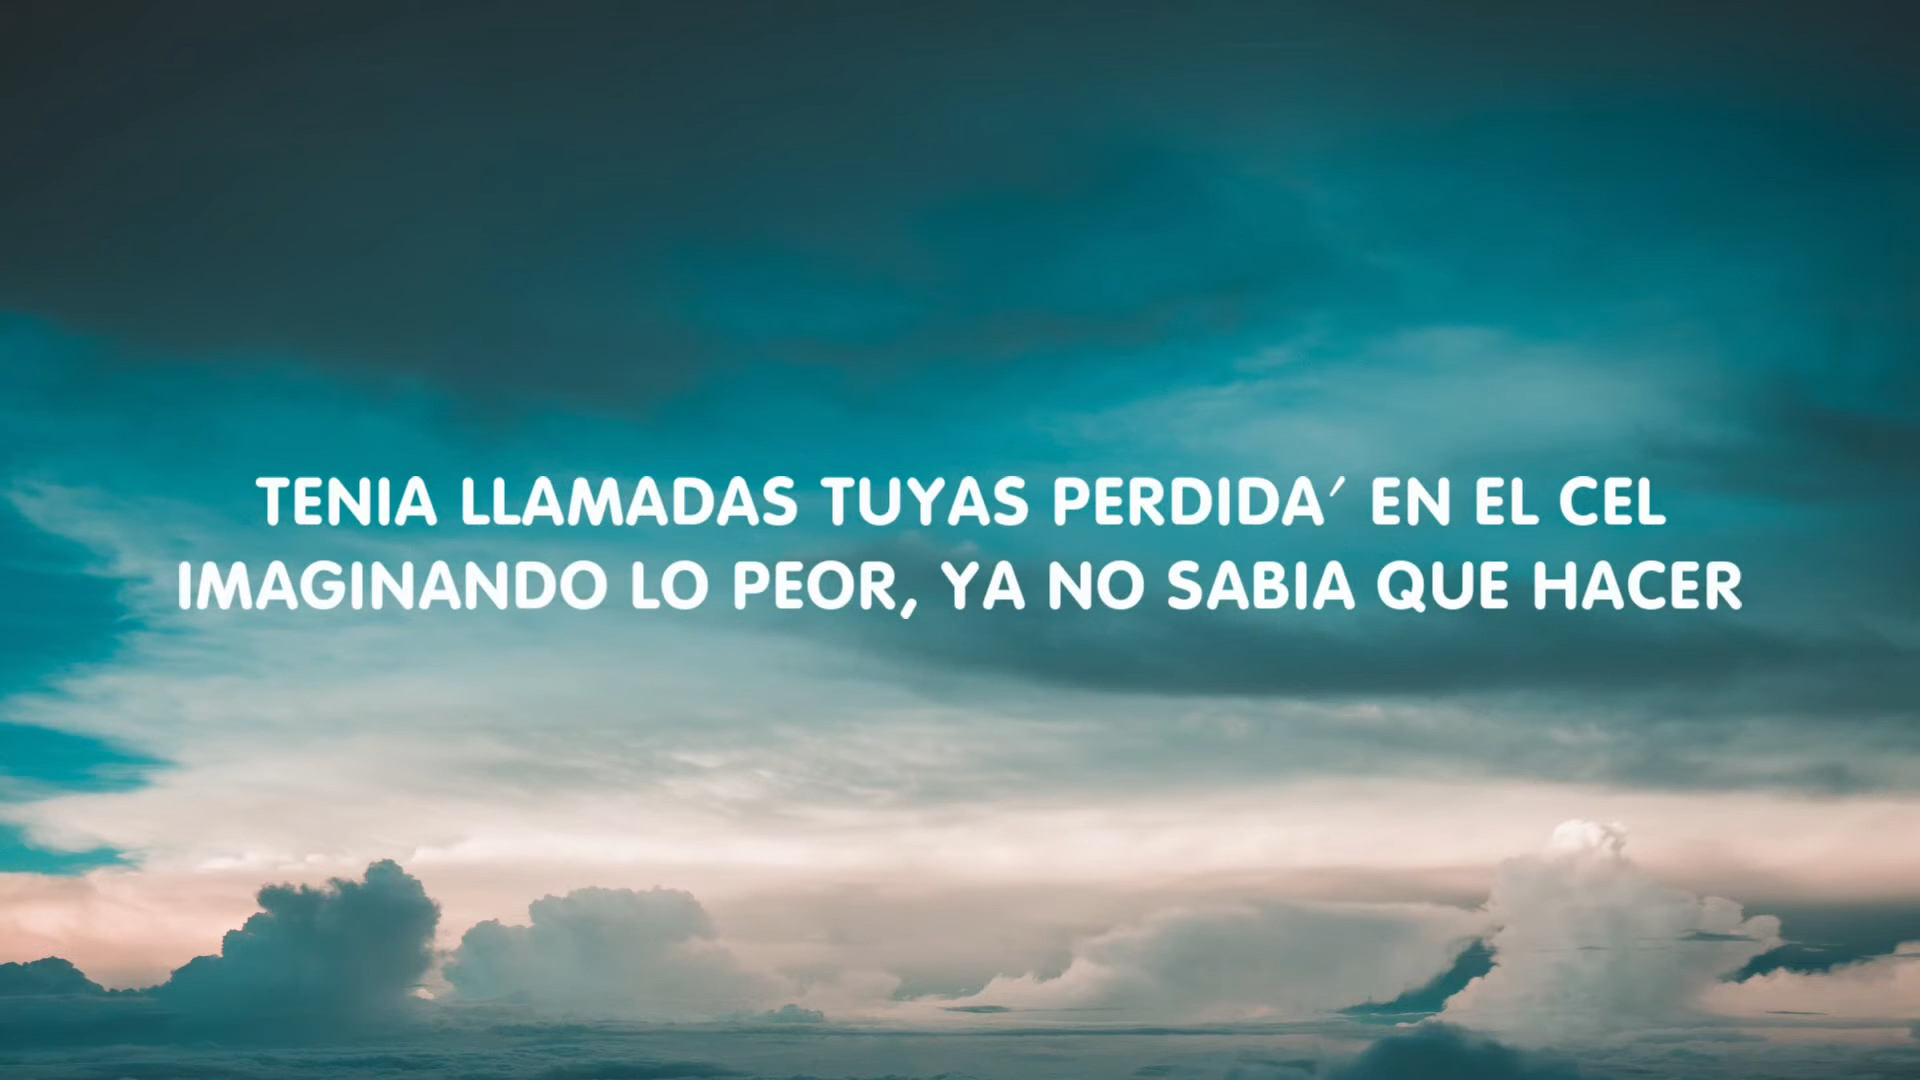 TENIA LLAMADAS TUYAS PERDIDA' EN EL CEL
IMAGINANDO LO PEOR, YA NO SABIA QUE HACER